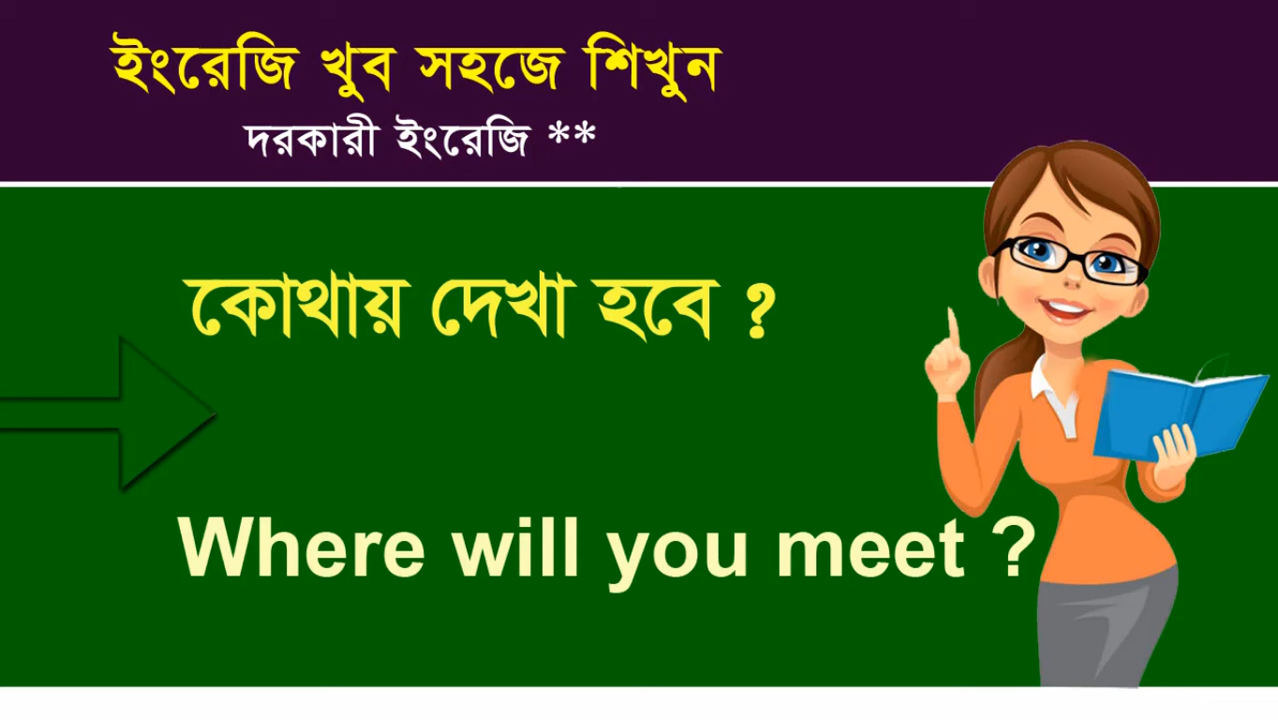 ইংরেজি খুব সহজে শিখুন
দরকারী ইংরেজি **
কোথায় দেখা হবে ?
Where will you meet ?